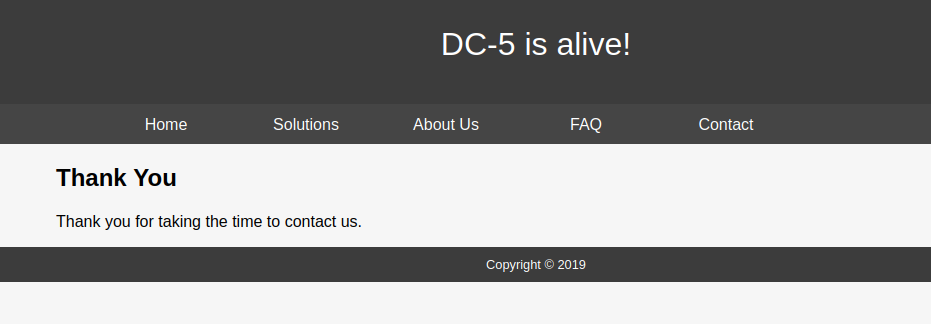 DC-5 is alive!
Home Solutions About Us FAQ Contact
Thank You
Thank you for taking the time to contact us.
Copyright © 2019